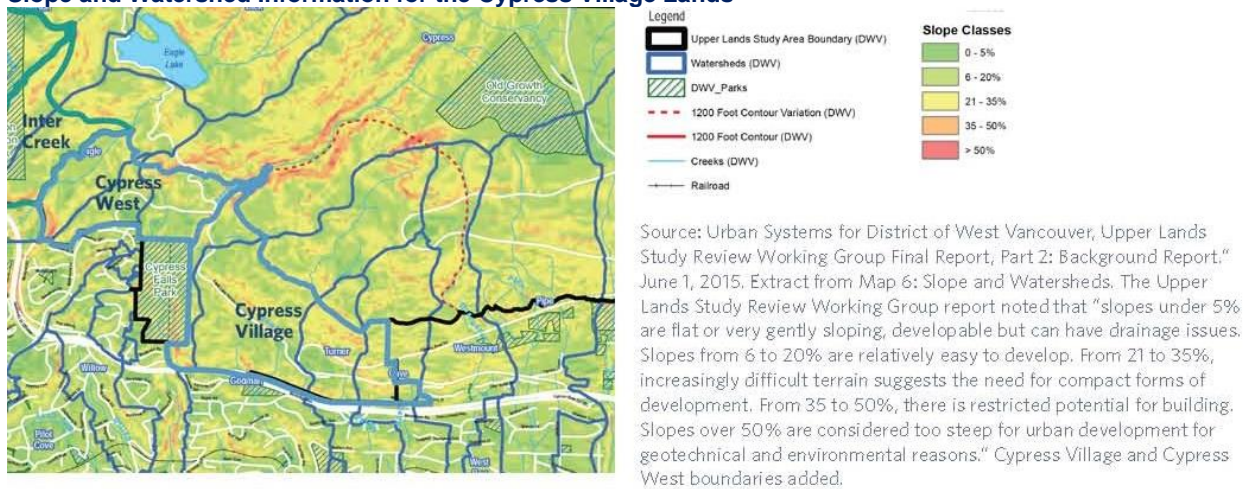 Slope and Watershed Information for the Cypress Village Lands
Eagle
Lake
Cypress
Old Growth
Conservancy
Inter
Creek
Eagle
Cypress
West
Cypress
Falls
Park
Cypress
Village
Pipe
Westmount
Turner
Cave
Godman
Willow
Pilot
Cove
West
Legend
Upper Lands Study Area Boundary (DWV)
Watersheds (DWV)
DWV_Parks
1200 Foot Contour Variation (DWV)
1200 Foot Contour (DWV)
Creeks (DWV)
Railroad
Slope Classes
0 - 5%
6 - 20%
21 - 35%
35 - 50%
> 50%
Source: Urban Systems for District of West Vancouver, Upper Lands
Study Review Working Group Final Report, Part 2: Background Report."
June 1, 2015. Extract from Map 6: Slope and Watersheds. The Upper
Lands Study Review Working Group report noted that "slopes under 5%
are flat or very gently sloping, developable but can have drainage issues.
Slopes from 6 to 20% are relatively easy to develop. From 21 to 35%,
increasingly difficult terrain suggests the need for compact forms of
development. From 35 to 50%, there is restricted potential for building.
Slopes over 50% are considered too steep for urban development for
geotechnical and environmental reasons." Cypress Village and Cypress
West boundaries added.